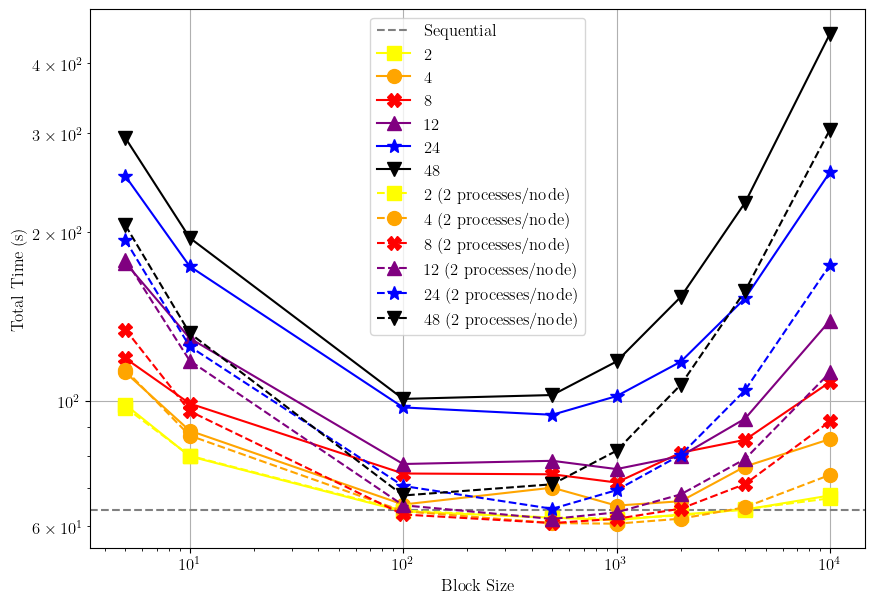 Sequential
2
4
8
12
24
48
2 (2 processes/node)
4 (2 processes/node)
8 (2 processes/node)
12 (2 processes/node)
24 (2 processes/node)
48 (2 processes/node)
4 × 10²
3 × 10²
2 × 10²
10²
6 × 10¹
Total Time (s)
10¹ 10² 10³ 10⁴
Block Size